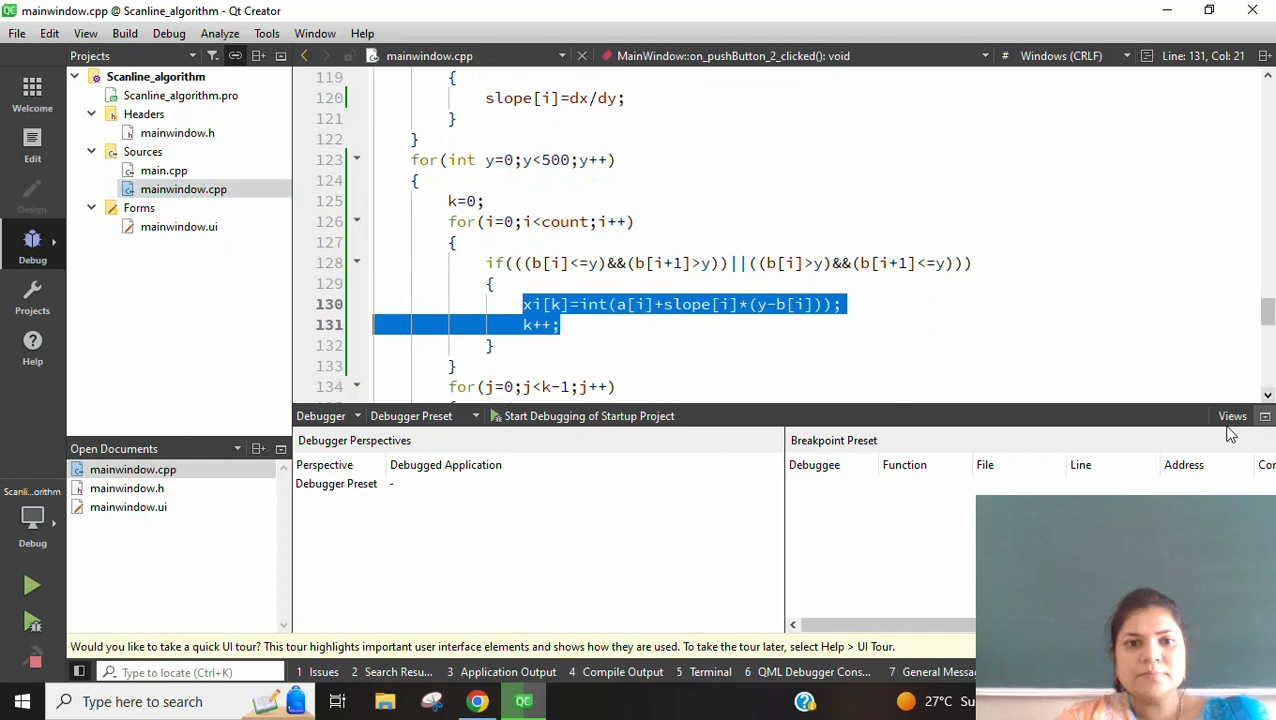 mainwindow.cpp @ Scanline_algorithm - Qt Creator
File Edit View Build Debug Analyze Tools Window Help
Projects
mainwindow.cpp
MainWindow::on_pushButton_2_clicked(): void
# Windows (CRLF)
Line: 131, Col: 21
Welcome
Edit
Design
Debug
Projects
Help
Scanline_algorithm
Scanline_algorithm.pro
Headers
mainwindow.h
Sources
main.cpp
mainwindow.cpp
Forms
mainwindow.ui
119 {
120 slope[i]=dx/dy;
121 }
122 }
123 for(int y=0;y<500;y++)
124 {
125 k=0;
126 for(i=0;i<count;i++)
127 {
128 if(((b[i]<=y)&&(b[i+1]>y))||((b[i]>y)&&(b[i+1]<=y)))
129 {
130 xi[k]=int(a[i]+slope[i]*(y-b[i]));
131 k++;
132 }
133 }
134 for(j=0;j<k-1;j++)
Debugger Debugger Preset Start Debugging of Startup Project Views
Debugger Perspectives
Perspective Debugged Application
Debugger Preset -
Breakpoint Preset
Debuggee Function File Line Address Cor
Open Documents
mainwindow.cpp
mainwindow.h
mainwindow.ui
Scanli...orithm
Debug
Would you like to take a quick UI tour? This tour highlights important user interface elements and shows how they are used. To take the tour later, select Help > UI Tour.
Type to locate (Ctrl+K)
1 Issues 2 Search Resu... 3 Application Output 4 Compile Output 5 Terminal 6 QML Debugger Cons... 7 General Messa
Type here to search
QC
27°C Su